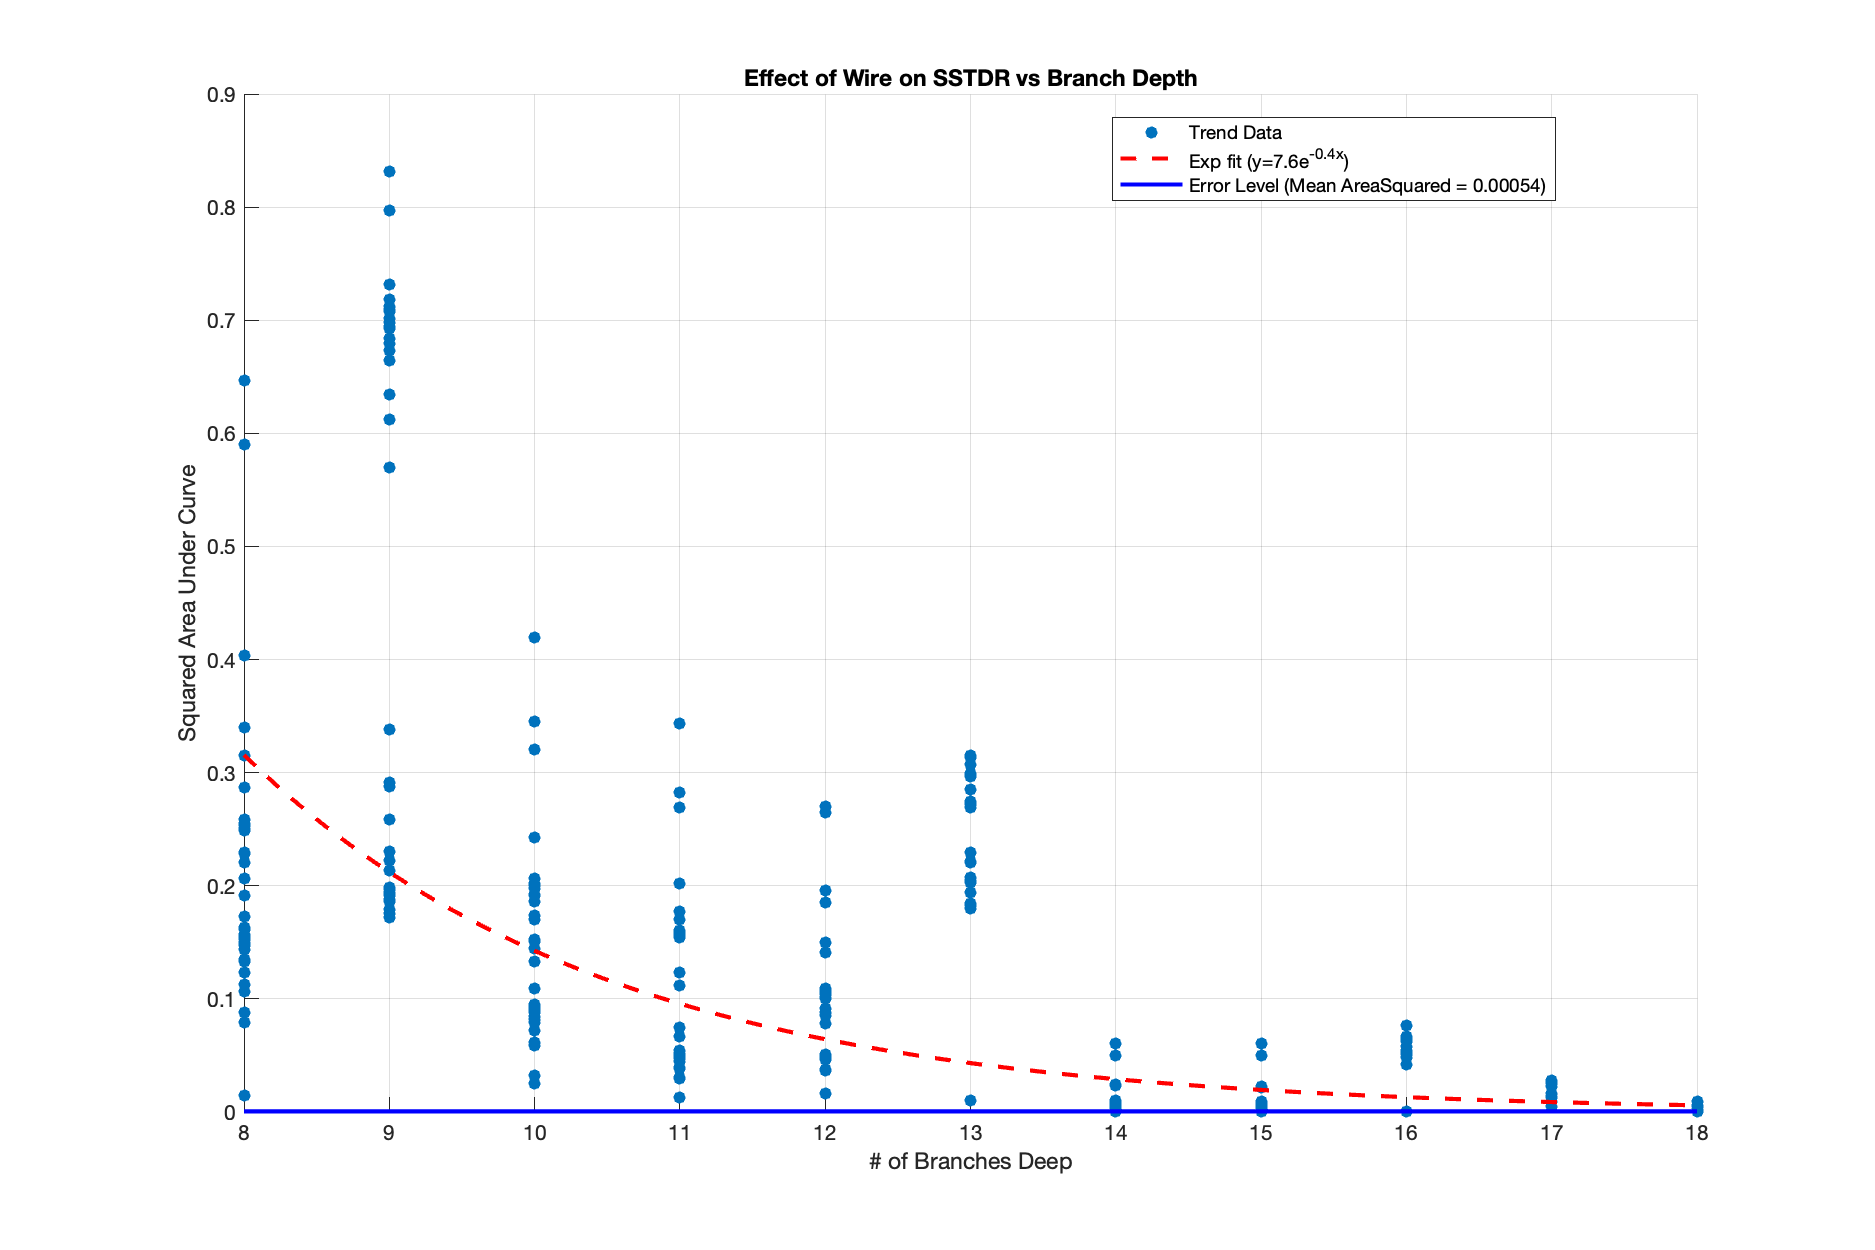 Effect of Wire on SSTDR vs Branch Depth
Trend Data
Exp fit (y=7.6e^-0.4x)
Error Level (Mean AreaSquared = 0.00054)
Squared Area Under Curve
0.9
0.8
0.7
0.6
0.5
0.4
0.3
0.2
0.1
0
8 9 10 11 12 13 14 15 16 17 18
# of Branches Deep